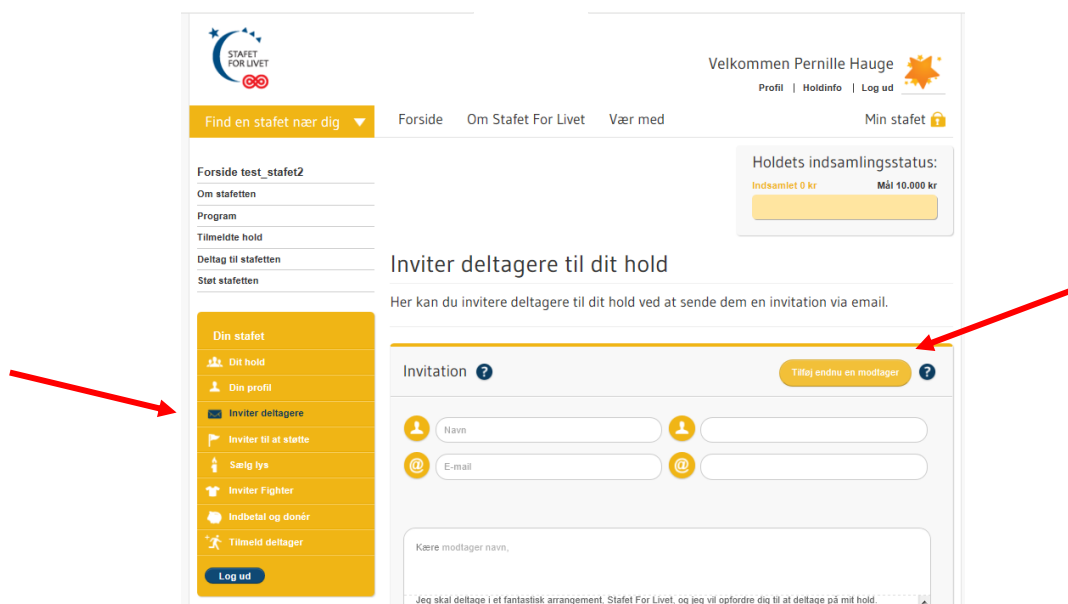 STAFET
FOR LIVET
Velkommen Pernille Hauge
Profil | Holdinfo | Log ud
Find en stafet nær dig
Forside Om Stafet For Livet Vær med
Min stafet
Holdets indsamlingsstatus:
Indsamlet 0 kr Mål 10.000 kr
Forside test_stafet2
Om stafetten
Program
Tilmeldte hold
Deltag til stafetten
Støt stafetten
Din stafet
Dit hold
Din profil
Inviter deltagere
Inviter til at støtte
Sælg lys
Inviter Fighter
Indbetal og donér
Tilmeld deltager
Log ud
Inviter deltagere til dit hold
Her kan du invitere deltagere til dit hold ved at sende dem en invitation via email.
Invitation ?
Tilføj endnu en modtager ?
Navn
@ E-mail @
Kære modtager navn,
Jeg skal deltage i et fantastisk arrangement, Stafet For Livet, og jeg vil opfordre dig til at deltage på mit hold.